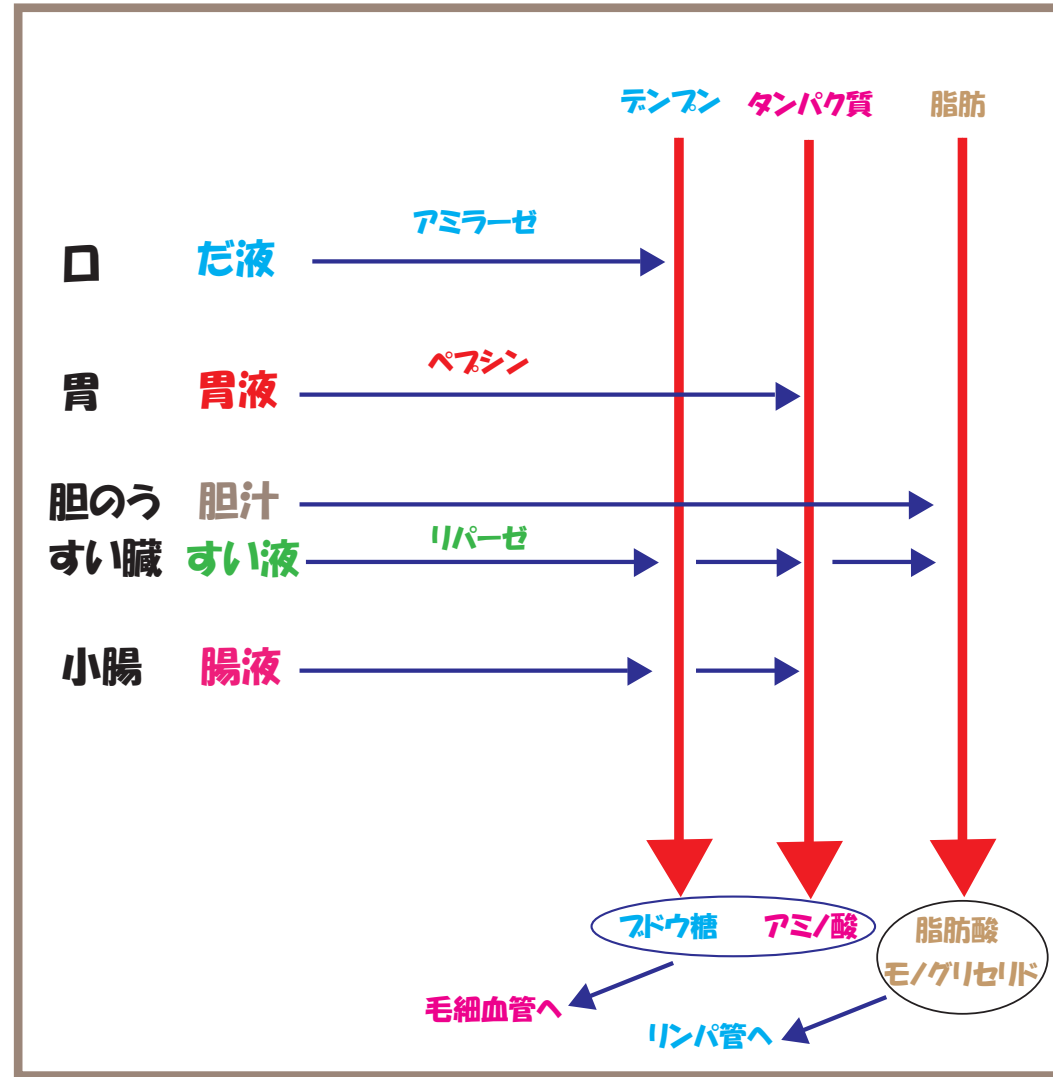 デンプン タンパク質 脂肪
アミラーゼ
口 だ液
ペプシン
胃 胃液
胆のう 胆汁
リパーゼ
すい臓 すい液
小腸 腸液
ブドウ糖 アミノ酸 脂肪酸
モノグリセリド
毛細血管へ
リンパ管へ